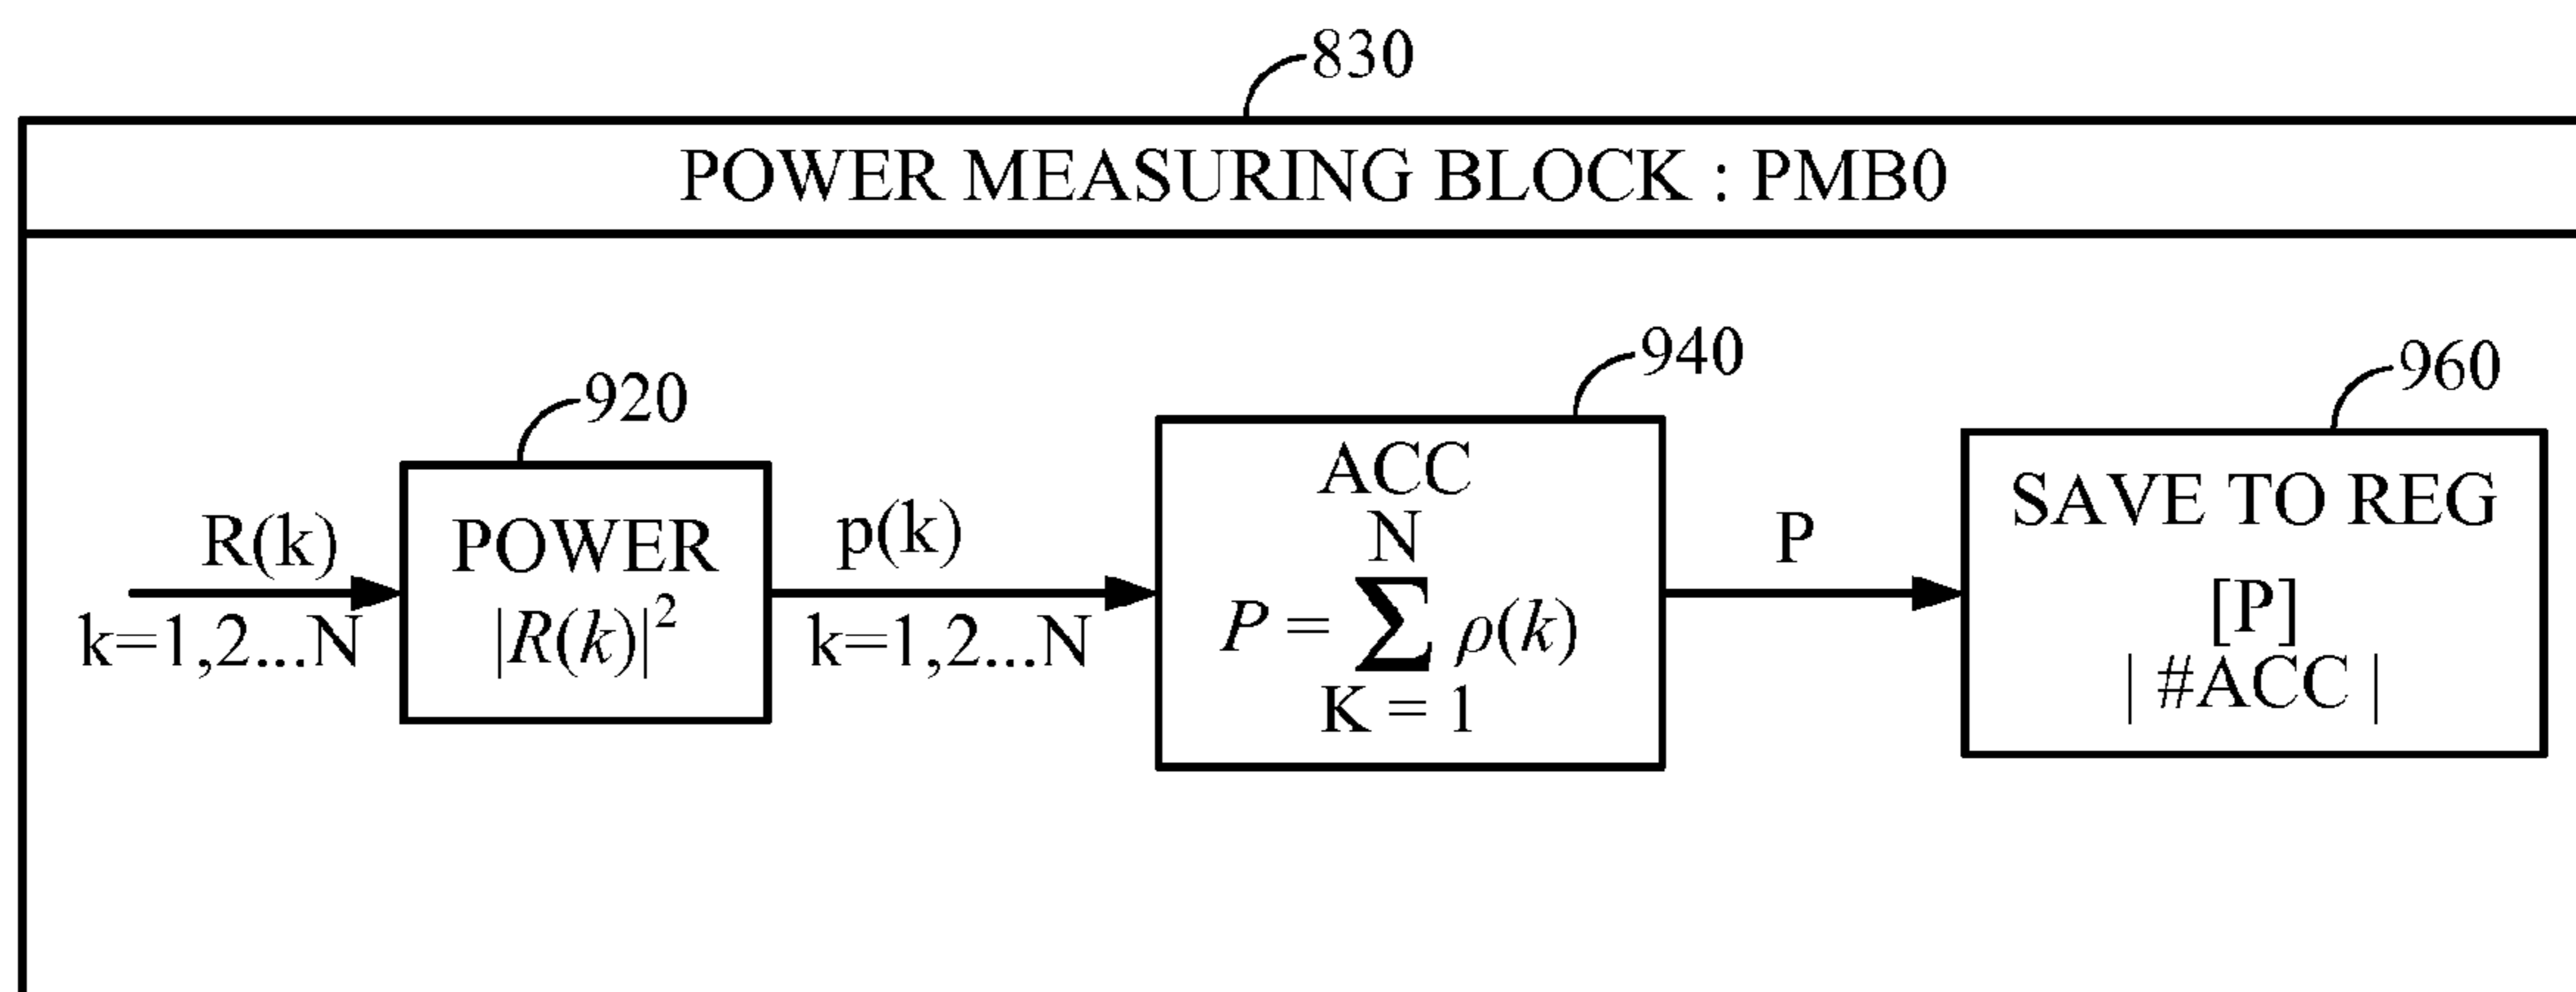 830
POWER MEASURING BLOCK : PMB0
920
R(k)
k=1,2...N
POWER
|R(k)|²
p(k)
k=1,2...N
940
ACC
N
P = Σ ρ(k)
K = 1
P
960
SAVE TO REG
[P]
| #ACC |